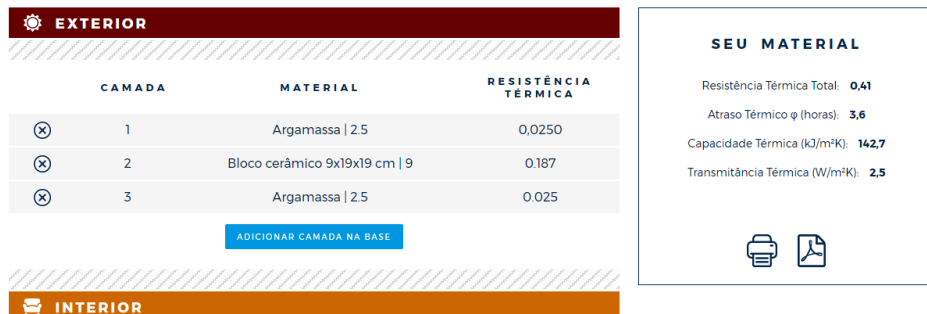 EXTERIOR
CAMADA MATERIAL RESISTÊNCIA TÉRMICA
1 Argamassa | 2.5 0,0250
2 Bloco cerâmico 9x19x19 cm | 9 0.187
3 Argamassa | 2.5 0.025
ADICIONAR CAMADA NA BASE
INTERIOR
SEU MATERIAL
Resistência Térmica Total: 0,41
Atraso Térmico φ (horas): 3,6
Capacidade Térmica (kJ/m²K): 142,7
Transmitância Térmica (W/m²K): 2,5